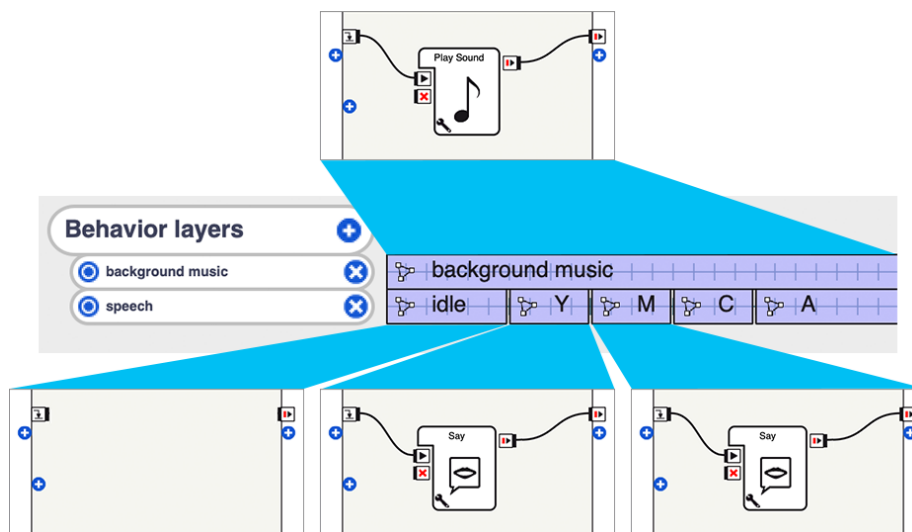 Play Sound
Behavior layers
background music
background music
speech
idle
Y
M
C
A
Say
Say